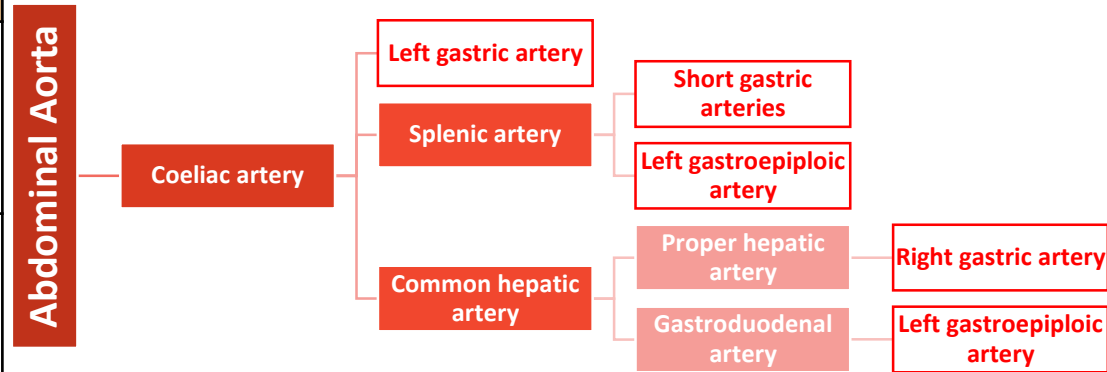 Abdominal Aorta
Coeliac artery
Left gastric artery
Splenic artery
Common hepatic
artery
Short gastric
arteries
Left gastroepiploic
artery
Proper hepatic
artery
Gastroduodenal
artery
Right gastric artery
Left gastroepiploic
artery